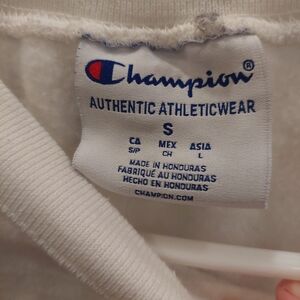 Champion®
AUTHENTIC ATHLETICWEAR
S
CA MEX ASIA
S/P CH L
MADE IN HONDURAS
FABRIQUÉ AU HONDURAS
HECHO EN HONDURAS
CHAMPION.COM